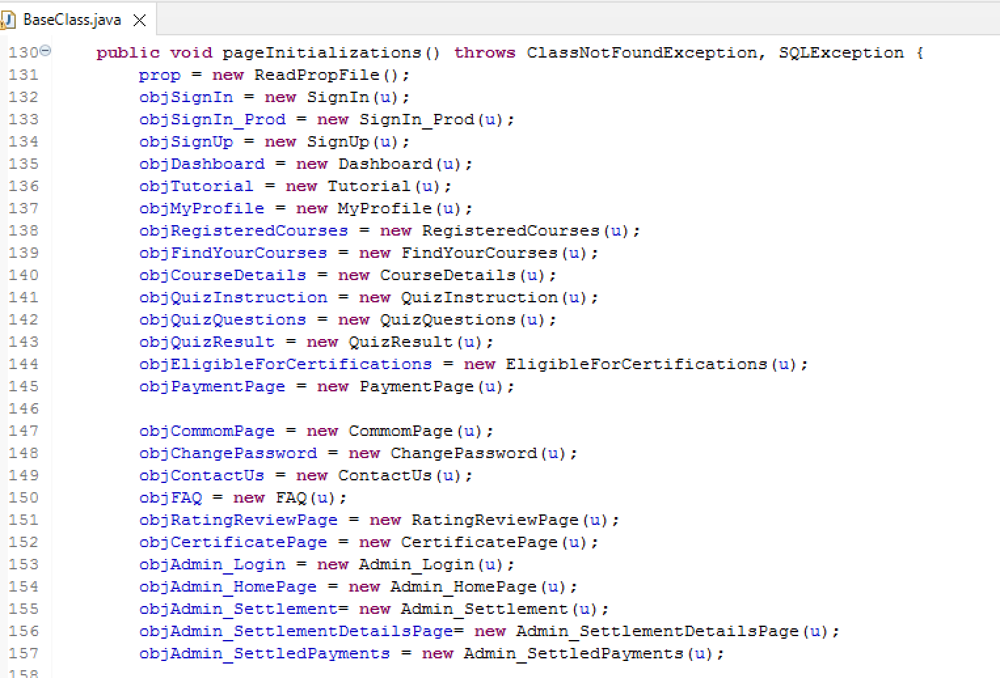 BaseClass.java
130 public void pageInitializations() throws ClassNotFoundException, SQLException {
131 prop = new ReadPropFile();
132 objSignIn = new SignIn(u);
133 objSignIn_Prod = new SignIn_Prod(u);
134 objSignUp = new SignUp(u);
135 objDashboard = new Dashboard(u);
136 objTutorial = new Tutorial(u);
137 objMyProfile = new MyProfile(u);
138 objRegisteredCourses = new RegisteredCourses(u);
139 objFindYourCourses = new FindYourCourses(u);
140 objCourseDetails = new CourseDetails(u);
141 objQuizInstruction = new QuizInstruction(u);
142 objQuizQuestions = new QuizQuestions(u);
143 objQuizResult = new QuizResult(u);
144 objEligibleForCertifications = new EligibleForCertifications(u);
145 objPaymentPage = new PaymentPage(u);
146
147 objCommomPage = new CommomPage(u);
148 objChangePassword = new ChangePassword(u);
149 objContactUs = new ContactUs(u);
150 objFAQ = new FAQ(u);
151 objRatingReviewPage = new RatingReviewPage(u);
152 objCertificatePage = new CertificatePage(u);
153 objAdmin_Login = new Admin_Login(u);
154 objAdmin_HomePage = new Admin_HomePage(u);
155 objAdmin_Settlement= new Admin_Settlement(u);
156 objAdmin_SettlementDetailsPage= new Admin_SettlementDetailsPage(u);
157 objAdmin_SettledPayments = new Admin_SettledPayments(u);
158